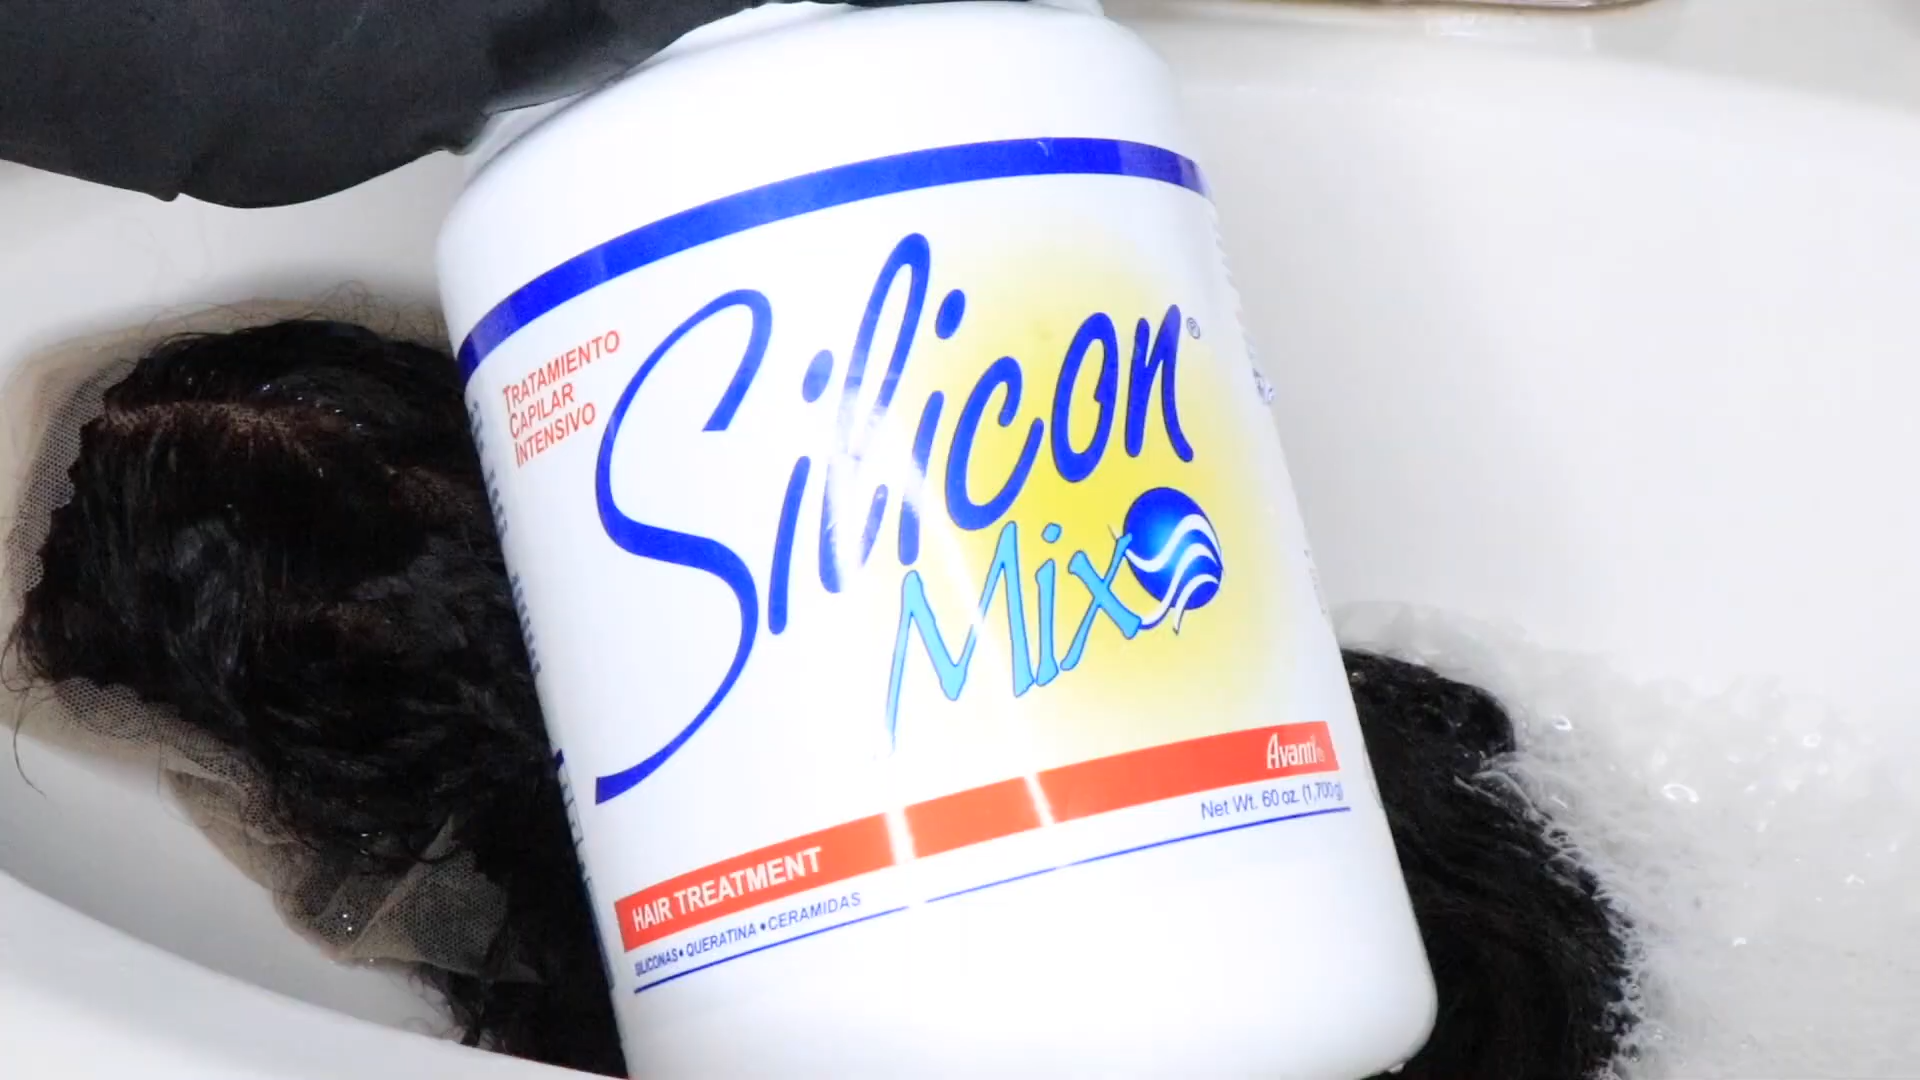 TRATAMIENTO
CAPILAR
INTENSIVO
Silicon®
Mix
Avanti®
Net Wt. 60 oz. (1,700g)
HAIR TREATMENT
SILICONAS • QUERATINA • CERAMIDAS